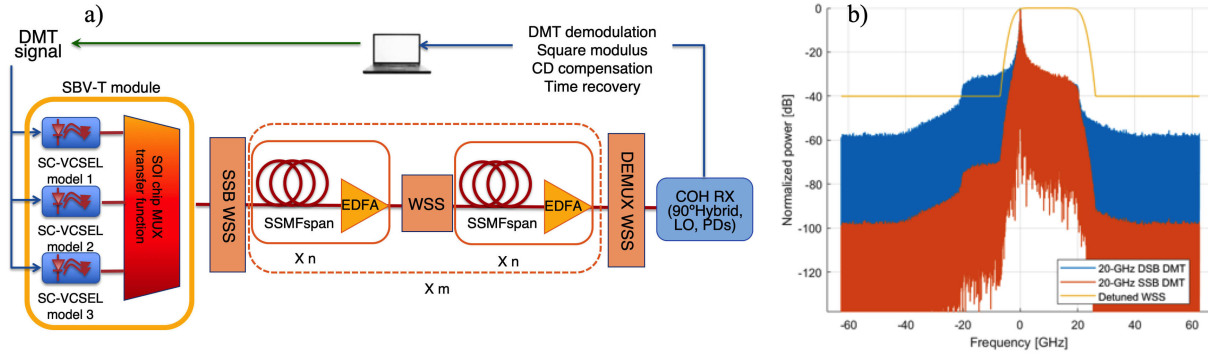 a)
DMT
signal
DMT demodulation
Square modulus
CD compensation
Time recovery
SBV-T module
SC-VCSEL
model 1
SC-VCSEL
model 2
SC-VCSEL
model 3
SOI chip MUX
transfer function
SSB WSS
SSMFspan
EDFA
X n
WSS
SSMFspan
EDFA
X n
X m
DEMUX WSS
COH RX
(90ºHybrid,
LO, PDs)
b)
Normalized power [dB]
0
-20
-40
-60
-80
-100
-120
-60
-40
-20
0
20
40
60
Frequency [GHz]
20-GHz DSB DMT
20-GHz SSB DMT
Detuned WSS